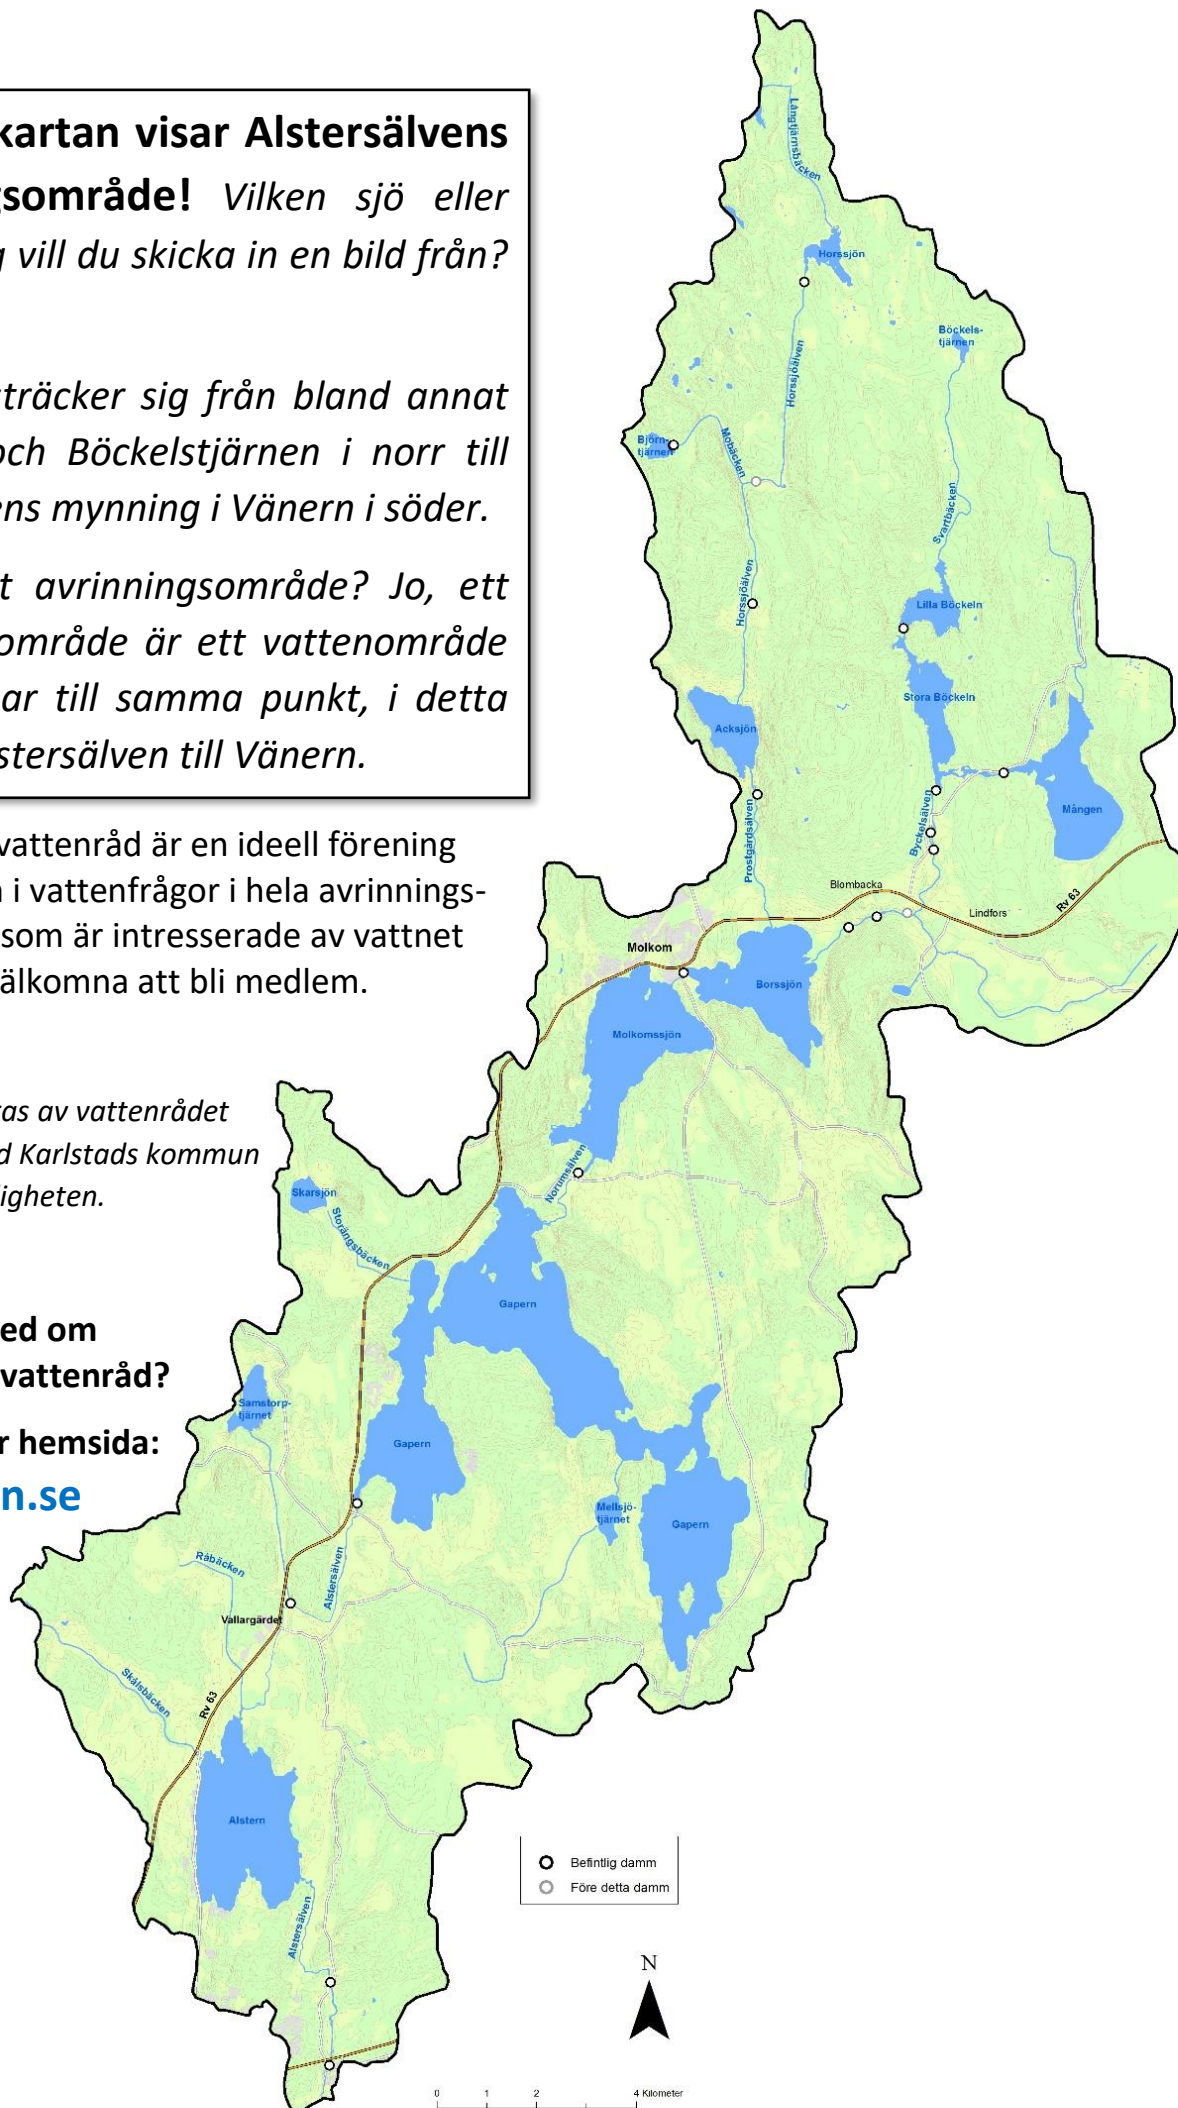 kartan visar Alstersälvens
gsområde! Vilken sjö eller
g vill du skicka in en bild från?
träcker sig från bland annat
och Böckelstjärnen i norr till
ens mynning i Vänern i söder.
t avrinningsområde? Jo, ett
område är ett vattenområde
ar till samma punkt, i detta
stersälven till Vänern.
vattenråd är en ideell förening
n i vattenfrågor i hela avrinnings-
som är intresserade av vattnet
älkomna att bli medlem.
ras av vattenrådet
d Karlstads kommun
ligheten.
ed om
vattenråd?
r hemsida:
n.se
Långtjärnsbäcken
Horssjön
Böckels-
tjärnen
Horssjöälven
Björn-
tjärnen
Mobäcken
Svartbäcken
Horssjöälven
Lilla Böckeln
Stora Böckeln
Acksjön
Mången
Prostgårdsälven
Byckelsälven
Blombacka
Lindfors
Rv 63
Molkom
Borssjön
Molkomssjön
Norumsälven
Skarsjön
Storängsbäcken
Gapern
Samstorp-
tjärnet
Gapern
Mellsjö-
tjärnet
Gapern
Råbäcken
Alstersälven
Vallargärdet
Skålsbäcken
Rv 63
Alstern
Alstersälven
Befintlig damm
Före detta damm
N
0 1 2 4 Kilometer